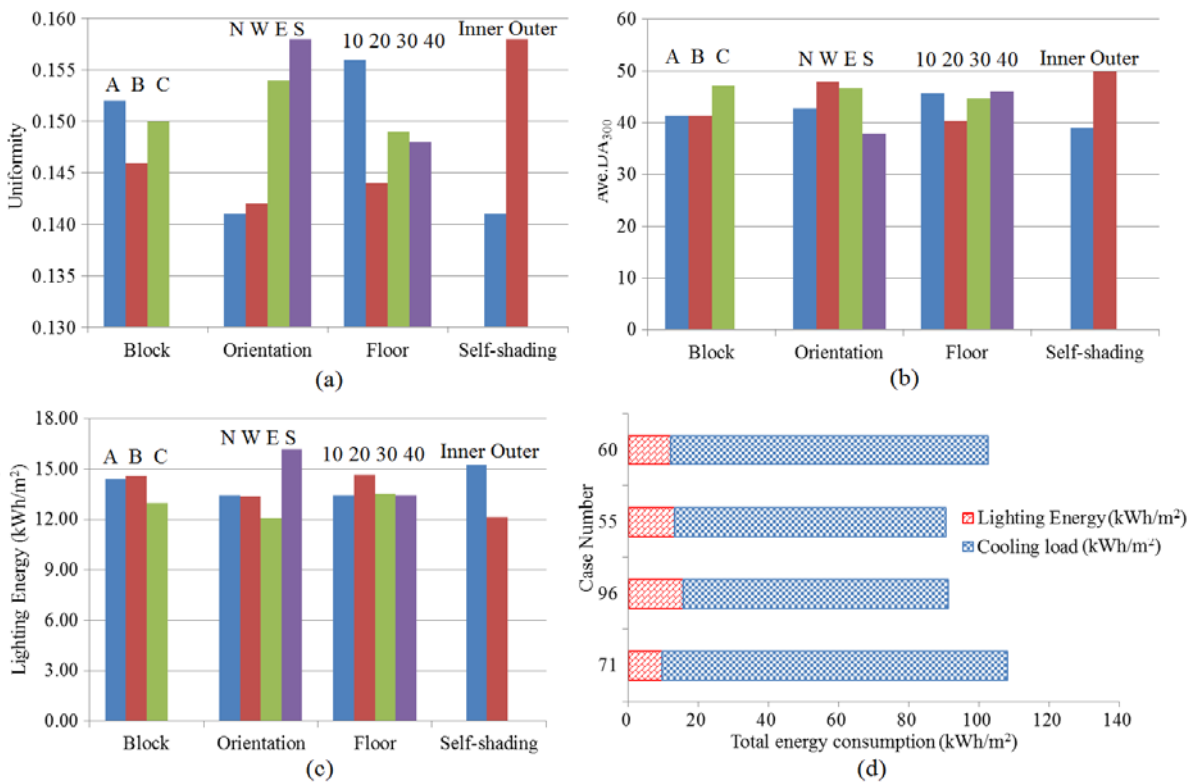 Uniformity
0.160
0.155
0.150
0.145
0.140
0.135
0.130
A B C
N W E S
10 20 30 40
Inner Outer
Block Orientation Floor Self-shading
(a)
Ave.DA300
60
50
40
30
20
10
0
A B C
N W E S
10 20 30 40
Inner Outer
Block Orientation Floor Self-shading
(b)
Lighting Energy (kWh/m²)
18.00
15.00
12.00
9.00
6.00
3.00
0.00
A B C
N W E S
10 20 30 40
Inner Outer
Block Orientation Floor Self-shading
(c)
Case Number
60
55
96
71
Lighting Energy (kWh/m²)
Cooling load (kWh/m²)
0 20 40 60 80 100 120 140
Total energy consumption (kWh/m²)
(d)